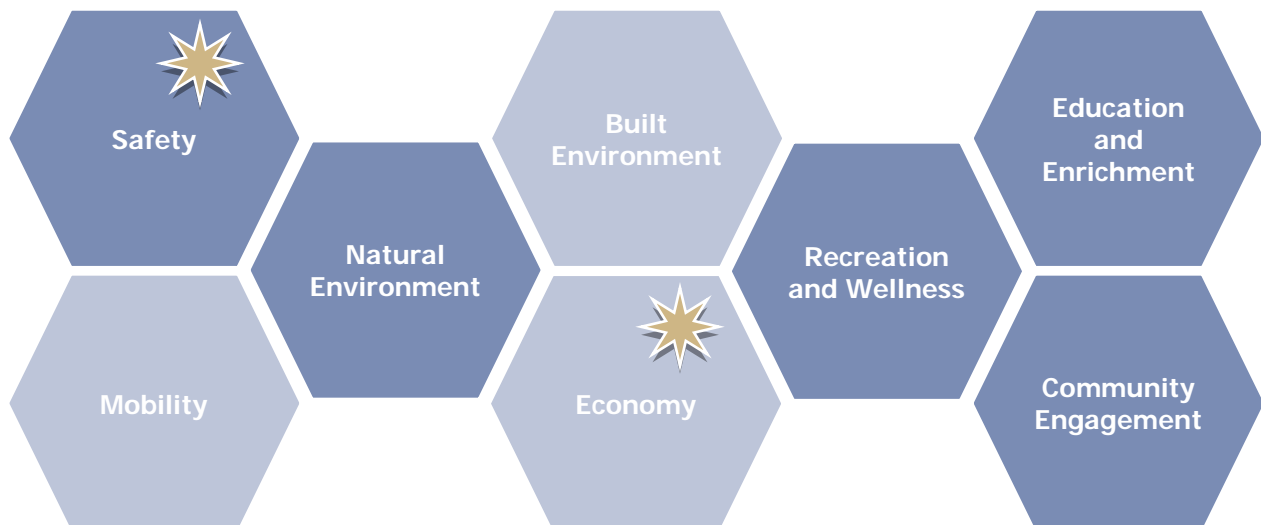 Safety
Built
Environment
Education
and
Enrichment
Natural
Environment
Recreation
and Wellness
Mobility
Economy
Community
Engagement